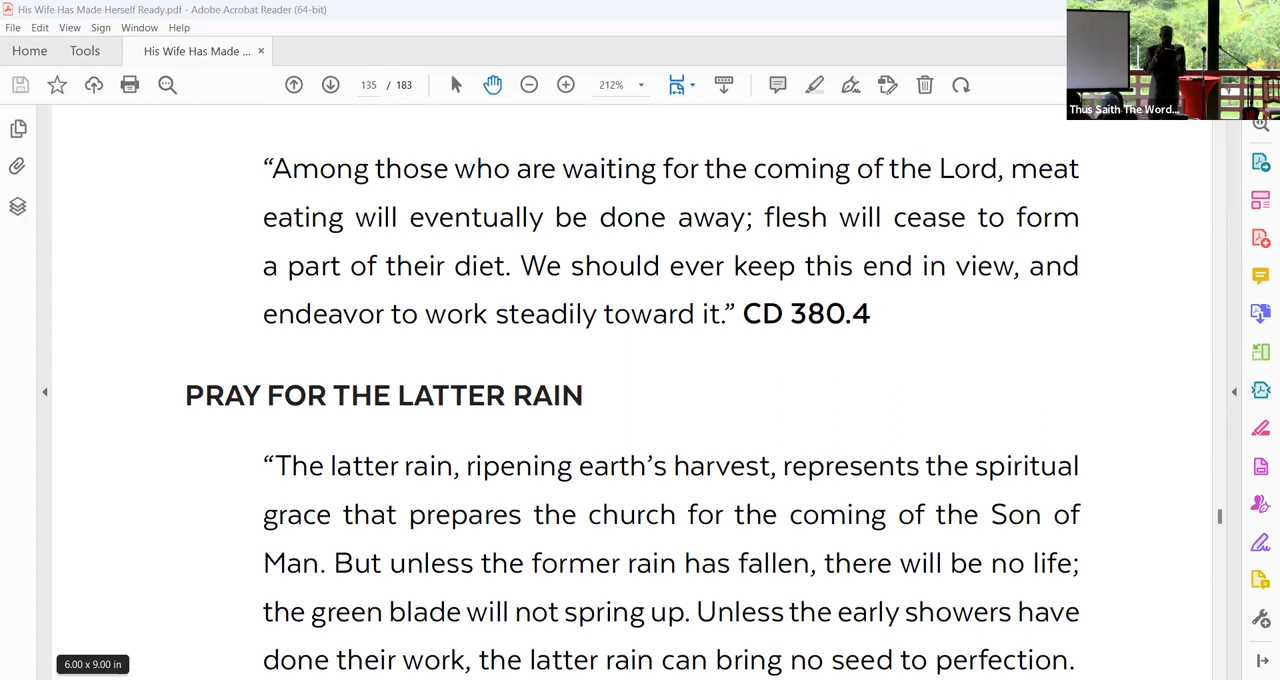 His Wife Has Made Herself Ready.pdf - Adobe Acrobat Reader (64-bit)
File Edit View Sign Window Help
Home Tools His Wife Has Made ... ×
135 / 183 212%
Thus Saith The Word...
“Among those who are waiting for the coming of the Lord, meat
eating will eventually be done away; flesh will cease to form
a part of their diet. We should ever keep this end in view, and
endeavor to work steadily toward it.” CD 380.4
PRAY FOR THE LATTER RAIN
“The latter rain, ripening earth’s harvest, represents the spiritual
grace that prepares the church for the coming of the Son of
Man. But unless the former rain has fallen, there will be no life;
the green blade will not spring up. Unless the early showers have
done their work, the latter rain can bring no seed to perfection.
6.00 x 9.00 in